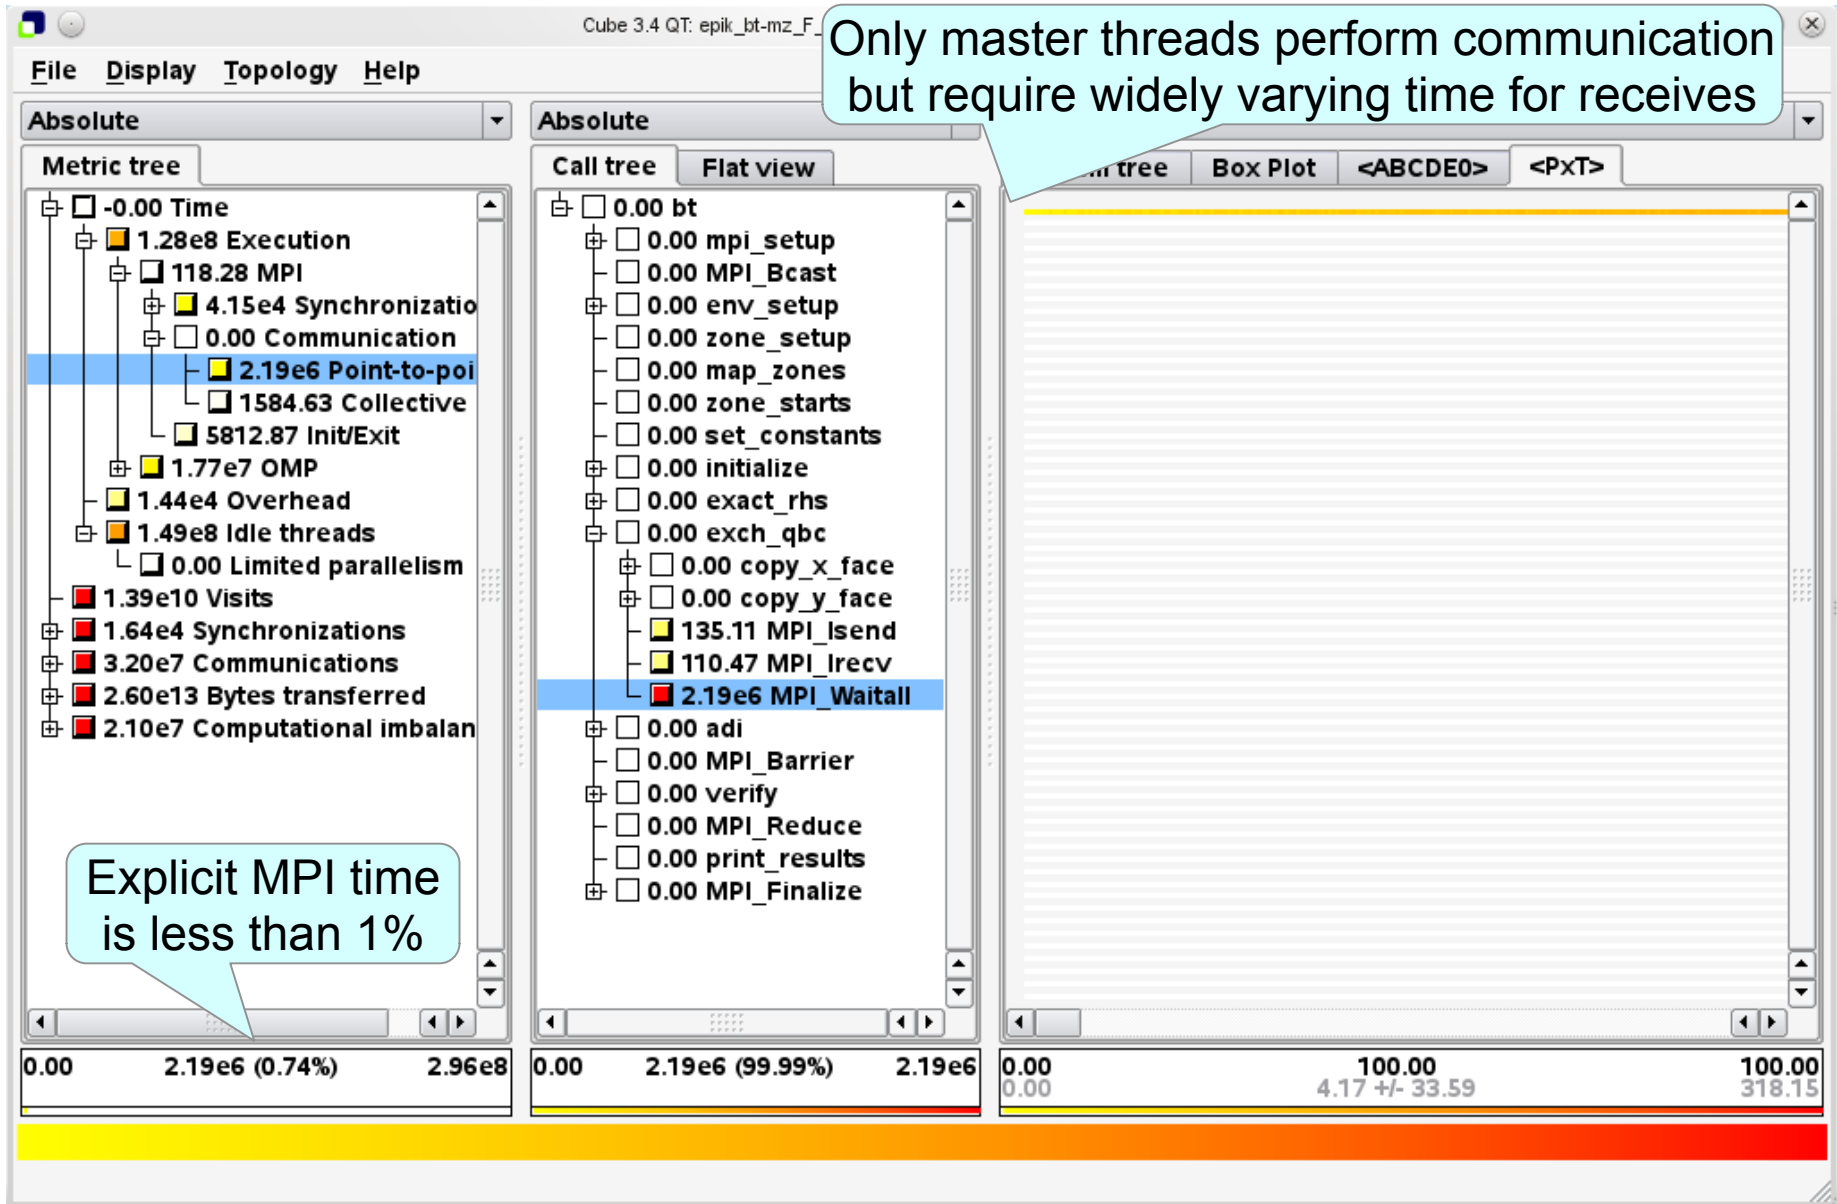 Cube 3.4 QT: epik_bt-mz_F_
Only master threads perform communication
but require widely varying time for receives
File Display Topology Help
Absolute
Absolute
Metric tree
Call tree Flat view
tree Box Plot <ABCDE0> <PxT>
-0.00 Time
1.28e8 Execution
118.28 MPI
4.15e4 Synchronizatio
0.00 Communication
2.19e6 Point-to-poi
1584.63 Collective
5812.87 Init/Exit
1.77e7 OMP
1.44e4 Overhead
1.49e8 Idle threads
0.00 Limited parallelism
1.39e10 Visits
1.64e4 Synchronizations
3.20e7 Communications
2.60e13 Bytes transferred
2.10e7 Computational imbalan
Explicit MPI time
is less than 1%
0.00 2.19e6 (0.74%) 2.96e8
0.00 bt
0.00 mpi_setup
0.00 MPI_Bcast
0.00 env_setup
0.00 zone_setup
0.00 map_zones
0.00 zone_starts
0.00 set_constants
0.00 initialize
0.00 exact_rhs
0.00 exch_qbc
0.00 copy_x_face
0.00 copy_y_face
135.11 MPI_Isend
110.47 MPI_Irecv
2.19e6 MPI_Waitall
0.00 adi
0.00 MPI_Barrier
0.00 verify
0.00 MPI_Reduce
0.00 print_results
0.00 MPI_Finalize
0.00 2.19e6 (99.99%) 2.19e6
0.00 100.00 100.00
0.00 4.17 +/- 33.59 318.15